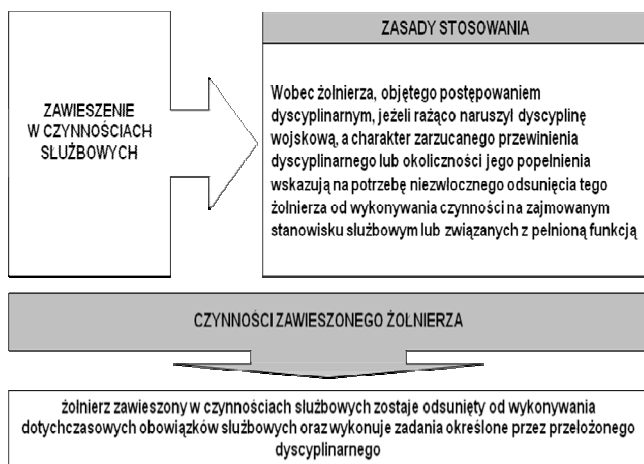 ZASADY STOSOWANIA
ZAWIESZENIE
W CZYNNOŚCIACH
SŁUŻBOWYCH
Wobec żołnierza, objętego postępowaniem
dyscyplinarnym, jeżeli rażąco naruszył dyscyplinę
wojskową, a charakter zarzucanego przewinienia
dyscyplinarnego lub okoliczności jego popełnienia
wskazują na potrzebę niezwłocznego odsunięcia tego
żołnierza od wykonywania czynności na zajmowanym
stanowisku służbowym lub związanych z pełnioną funkcją
CZYNNOŚCI ZAWIESZONEGO ŻOŁNIERZA
żołnierz zawieszony w czynnościach służbowych zostaje odsunięty od wykonywania
dotychczasowych obowiązków służbowych oraz wykonuje zadania określone przez przełożonego
dyscyplinarnego